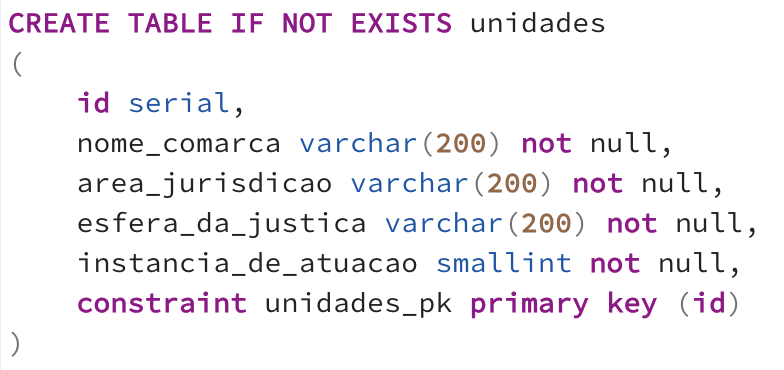 CREATE TABLE IF NOT EXISTS unidades
(
    id serial,
    nome_comarca varchar(200) not null,
    area_jurisdicao varchar(200) not null,
    esfera_da_justica varchar(200) not null,
    instancia_de_atuacao smallint not null,
    constraint unidades_pk primary key (id)
)